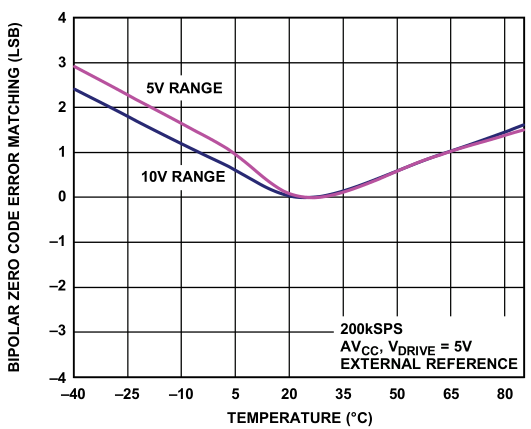 BIPOLAR ZERO CODE ERROR MATCHING (LSB)
4
3
2
1
0
–1
–2
–3
–4
5V RANGE
10V RANGE
200kSPS
AVCC, VDRIVE = 5V
EXTERNAL REFERENCE
–40 –25 –10 5 20 35 50 65 80
TEMPERATURE (°C)